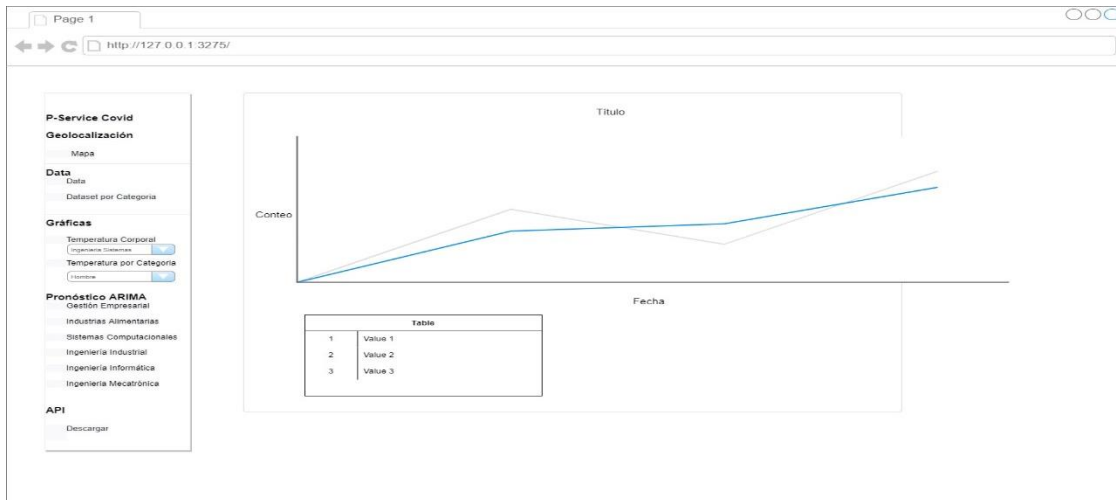 Page 1
http://127.0.0.1:3275/
P-Service Covid
Geolocalización
Mapa
Data
Data
Dataset por Categoria
Gráficas
Temperatura Corporal
Ingeniería Sistemas
Temperatura por Categoria
Hombre
Pronóstico ARIMA
Gestión Empresarial
Industrias Alimentarias
Sistemas Computacionales
Ingeniería Industrial
Ingeniería Informática
Ingeniería Mecatrónica
API
Descargar
Título
Conteo
Fecha
Table
1 Value 1
2 Value 2
3 Value 3